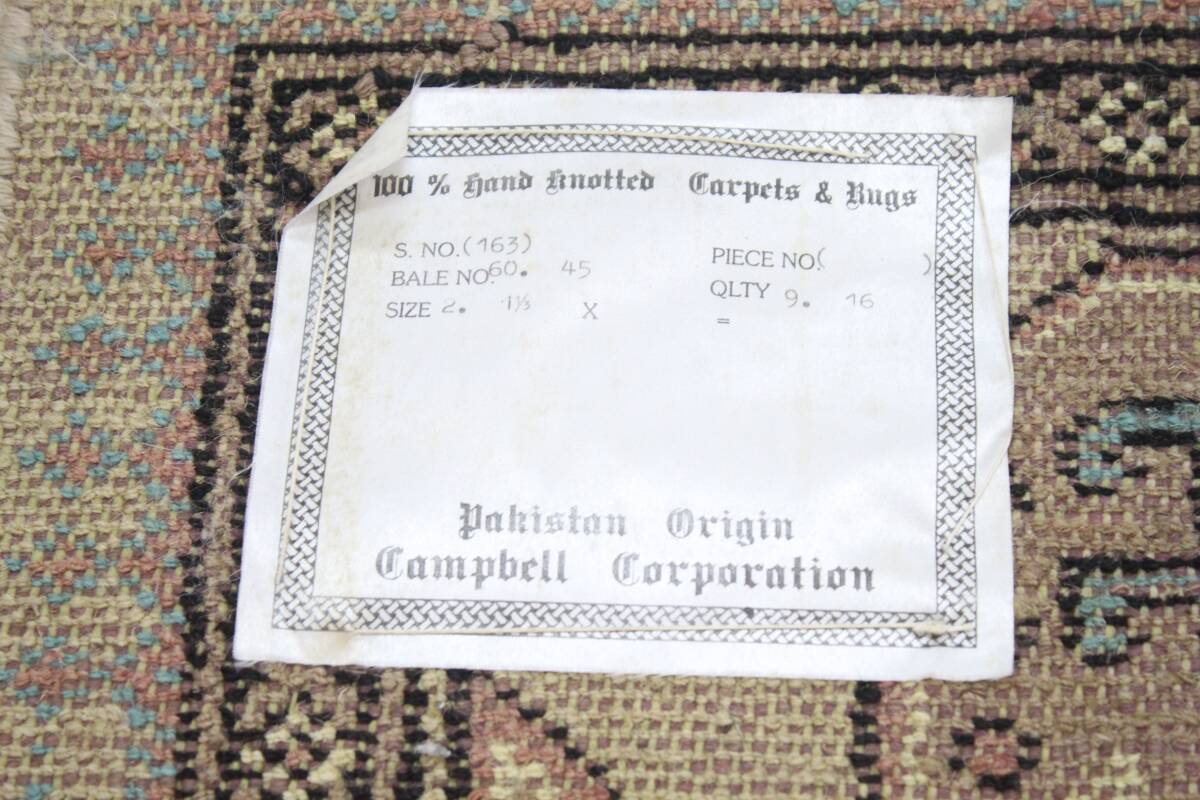 100 % Hand Knotted Carpets & Rugs
S. NO.(163)
BALE NO. 60. 45 PIECE NO.( )
SIZE 2. 1⅓ X QLTY 9. 16
=
Pakistan Origin
Campbell Corporation